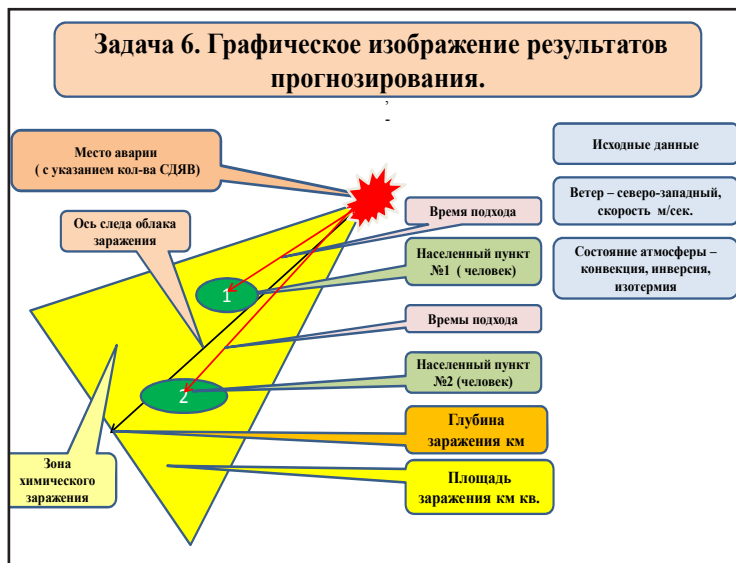 Задача 6. Графическое изображение результатов
прогнозирования.
,
-
Место аварии
( с указанием кол-ва СДЯВ)
Исходные данные
Ветер – северо-западный,
скорость м/сек.
Время подхода
Ось следа облака
заражения
Населенный пункт
№1 ( человек)
Состояние атмосферы –
конвекция, инверсия,
изотермия
1
Времы подхода
Населенный пункт
№2 (человек)
2
Глубина
заражения км
Зона
химического
заражения
Площадь
заражения км кв.